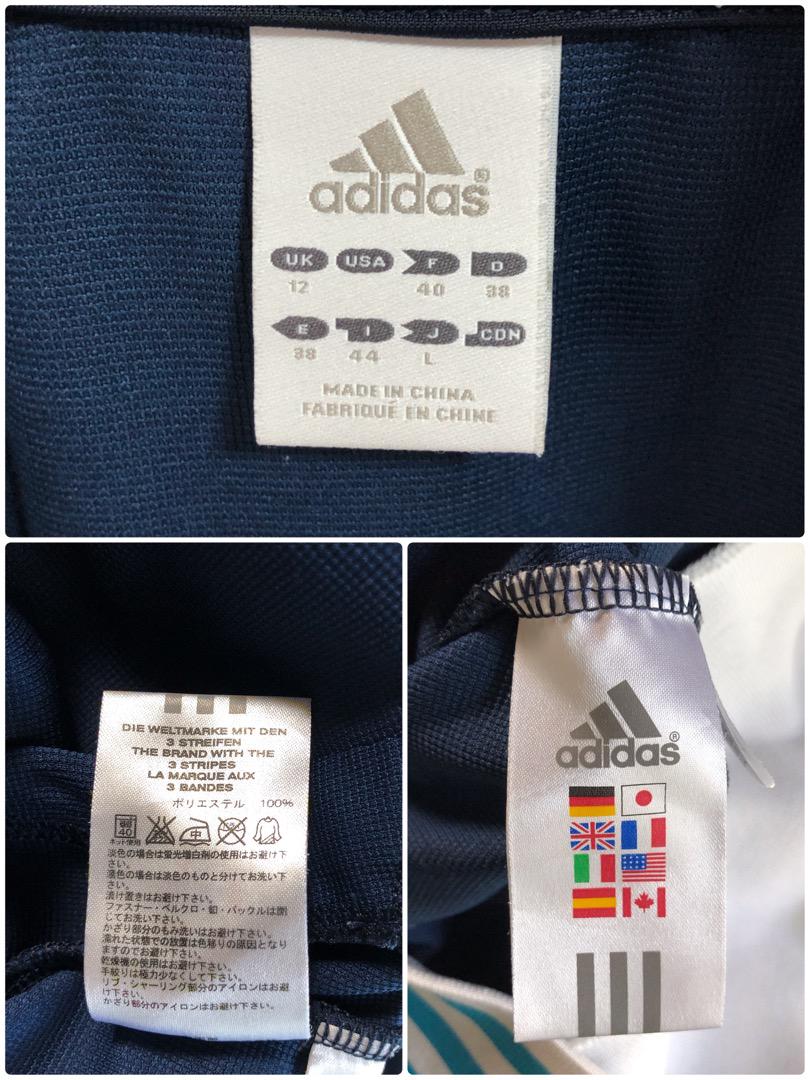 adidas®
UK USA F D
12 40 38
E I J CDN
38 44 L
MADE IN CHINA
FABRIQUÉ EN CHINE
DIE WELTMARKE MIT DEN
3 STREIFEN
THE BRAND WITH THE
3 STRIPES
LA MARQUE AUX
3 BANDES
ポリエステル 100%
40
中
ネット使用
淡色の場合は蛍光増白剤の使用はお避け下
さい。
濃色の場合は淡色のものと分けてお洗い下
さい。
漬け置きはお避け下さい。
ファスナー・ベルクロ・釦・バックルは閉
じてお洗い下さい。
かざり部分のもみ洗いはお避け下さい。
濡れた状態での放置は色移りの原因となり
ますのでお避け下さい。
乾燥機の使用はお避け下さい。
手絞りは極力少なくして下さい。
リブ・シャーリング部分のアイロンはお避
け下さい。
かざり部分のアイロンはお避け下さい。
adidas®